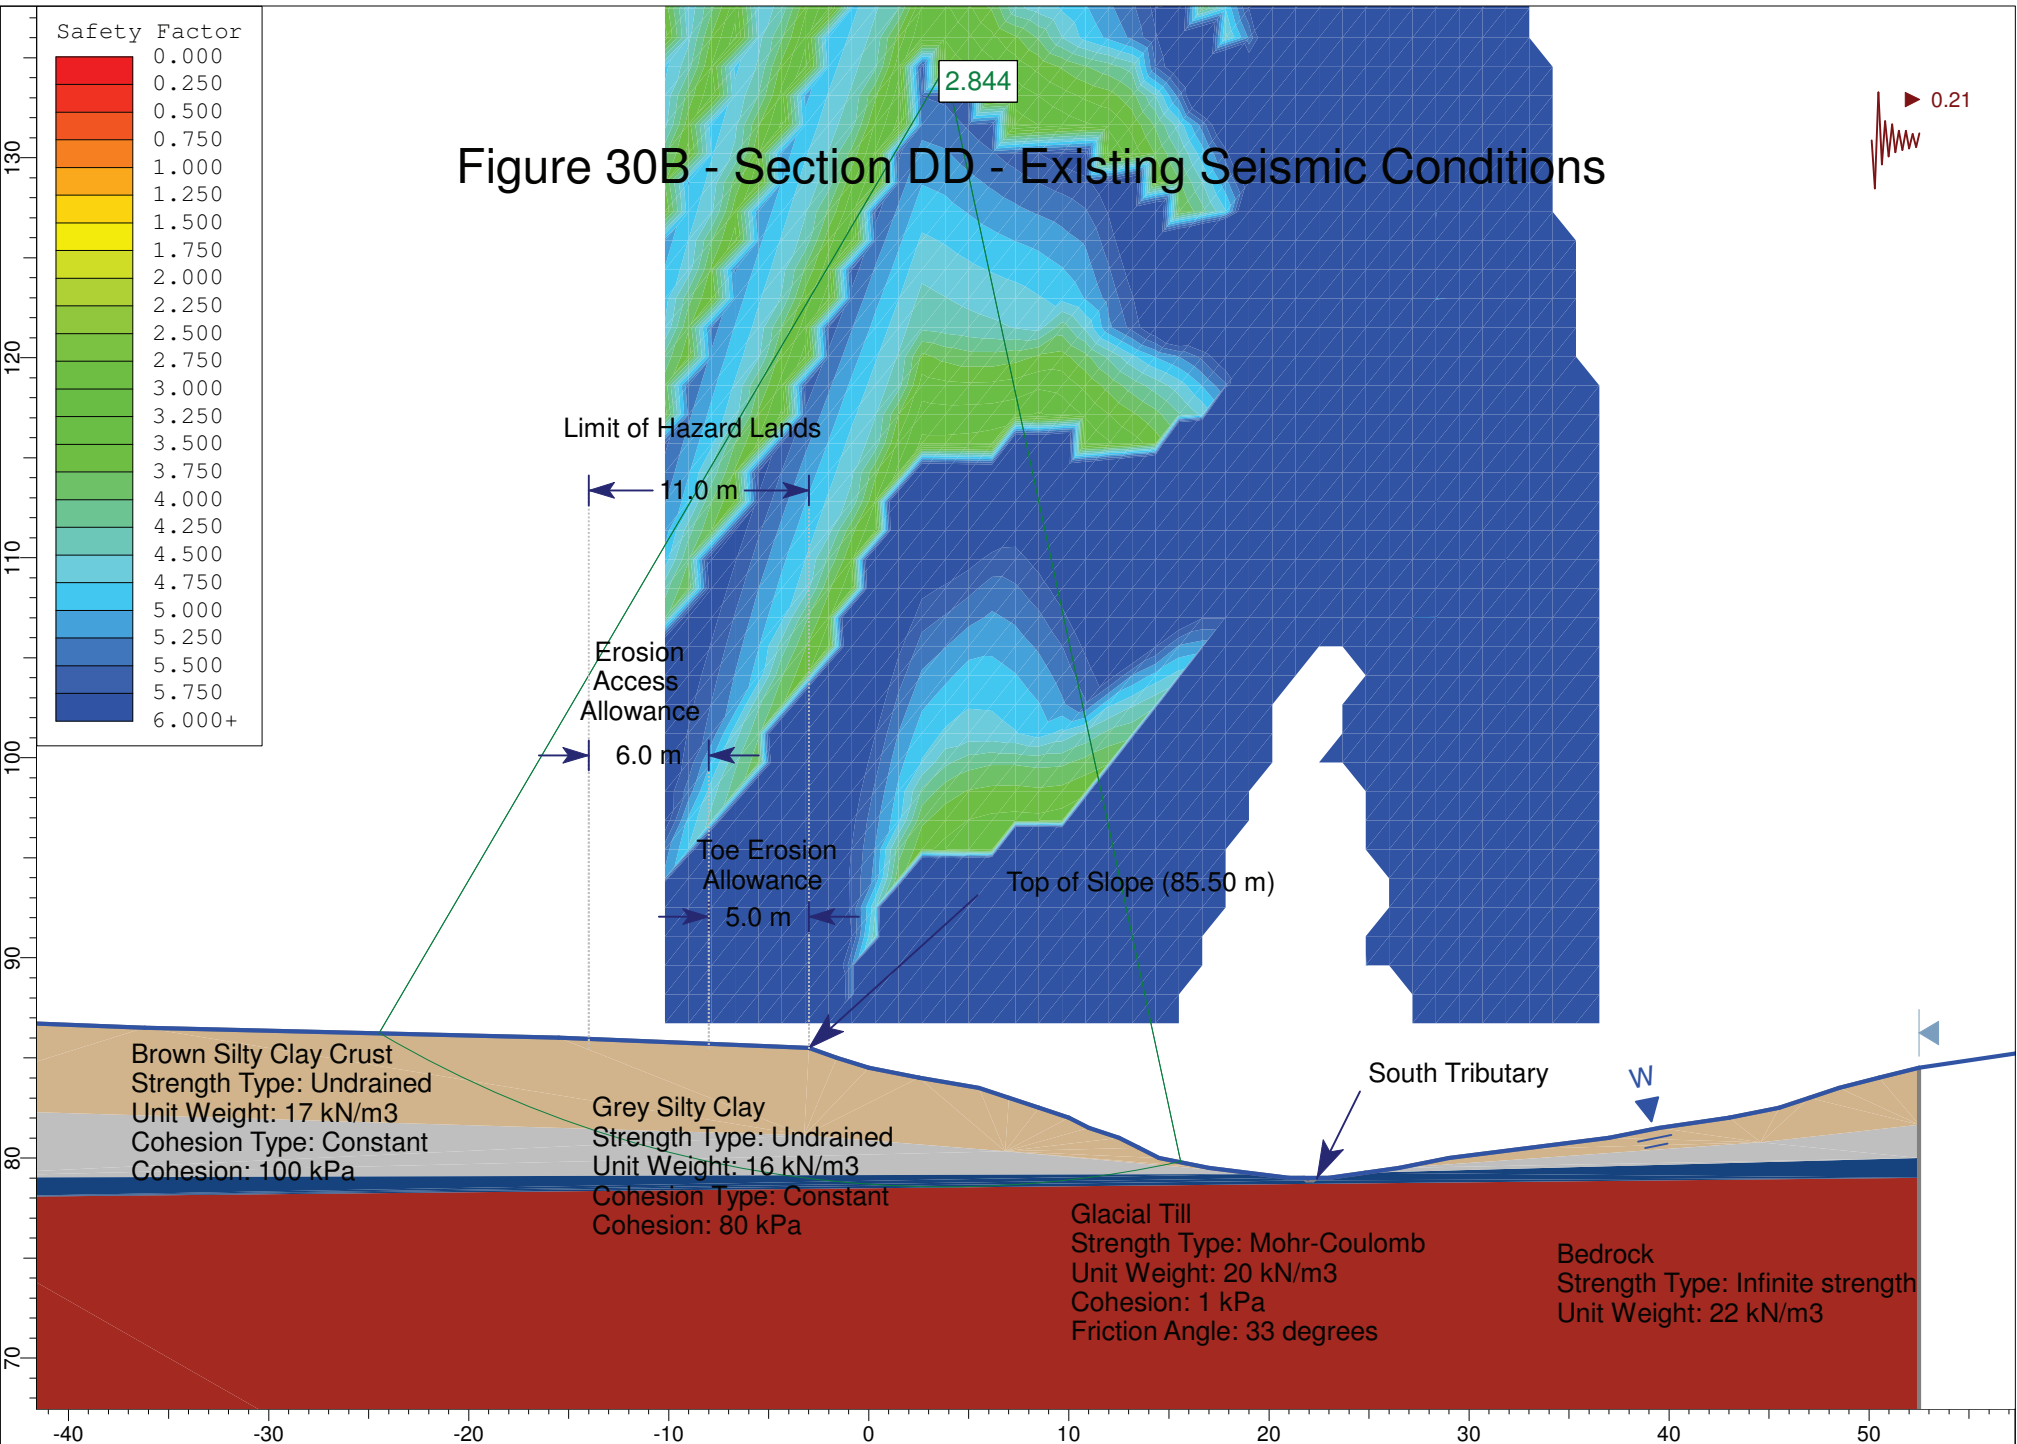 Safety Factor
0.000
0.250
0.500
0.750
1.000
1.250
1.500
1.750
2.000
2.250
2.500
2.750
3.000
3.250
3.500
3.750
4.000
4.250
4.500
4.750
5.000
5.250
5.500
5.750
6.000+
2.844
0.21
Figure 30B - Section DD - Existing Seismic Conditions
Limit of Hazard Lands
11.0 m
Erosion
Access
Allowance
6.0 m
Toe Erosion
Allowance
5.0 m
Top of Slope (85.50 m)
South Tributary
W
Brown Silty Clay Crust
Strength Type: Undrained
Unit Weight: 17 kN/m3
Cohesion Type: Constant
Cohesion: 100 kPa
Grey Silty Clay
Strength Type: Undrained
Unit Weight: 16 kN/m3
Cohesion Type: Constant
Cohesion: 80 kPa
Glacial Till
Strength Type: Mohr-Coulomb
Unit Weight: 20 kN/m3
Cohesion: 1 kPa
Friction Angle: 33 degrees
Bedrock
Strength Type: Infinite strength
Unit Weight: 22 kN/m3
130
120
110
100
90
80
70
-40
-30
-20
-10
0
10
20
30
40
50